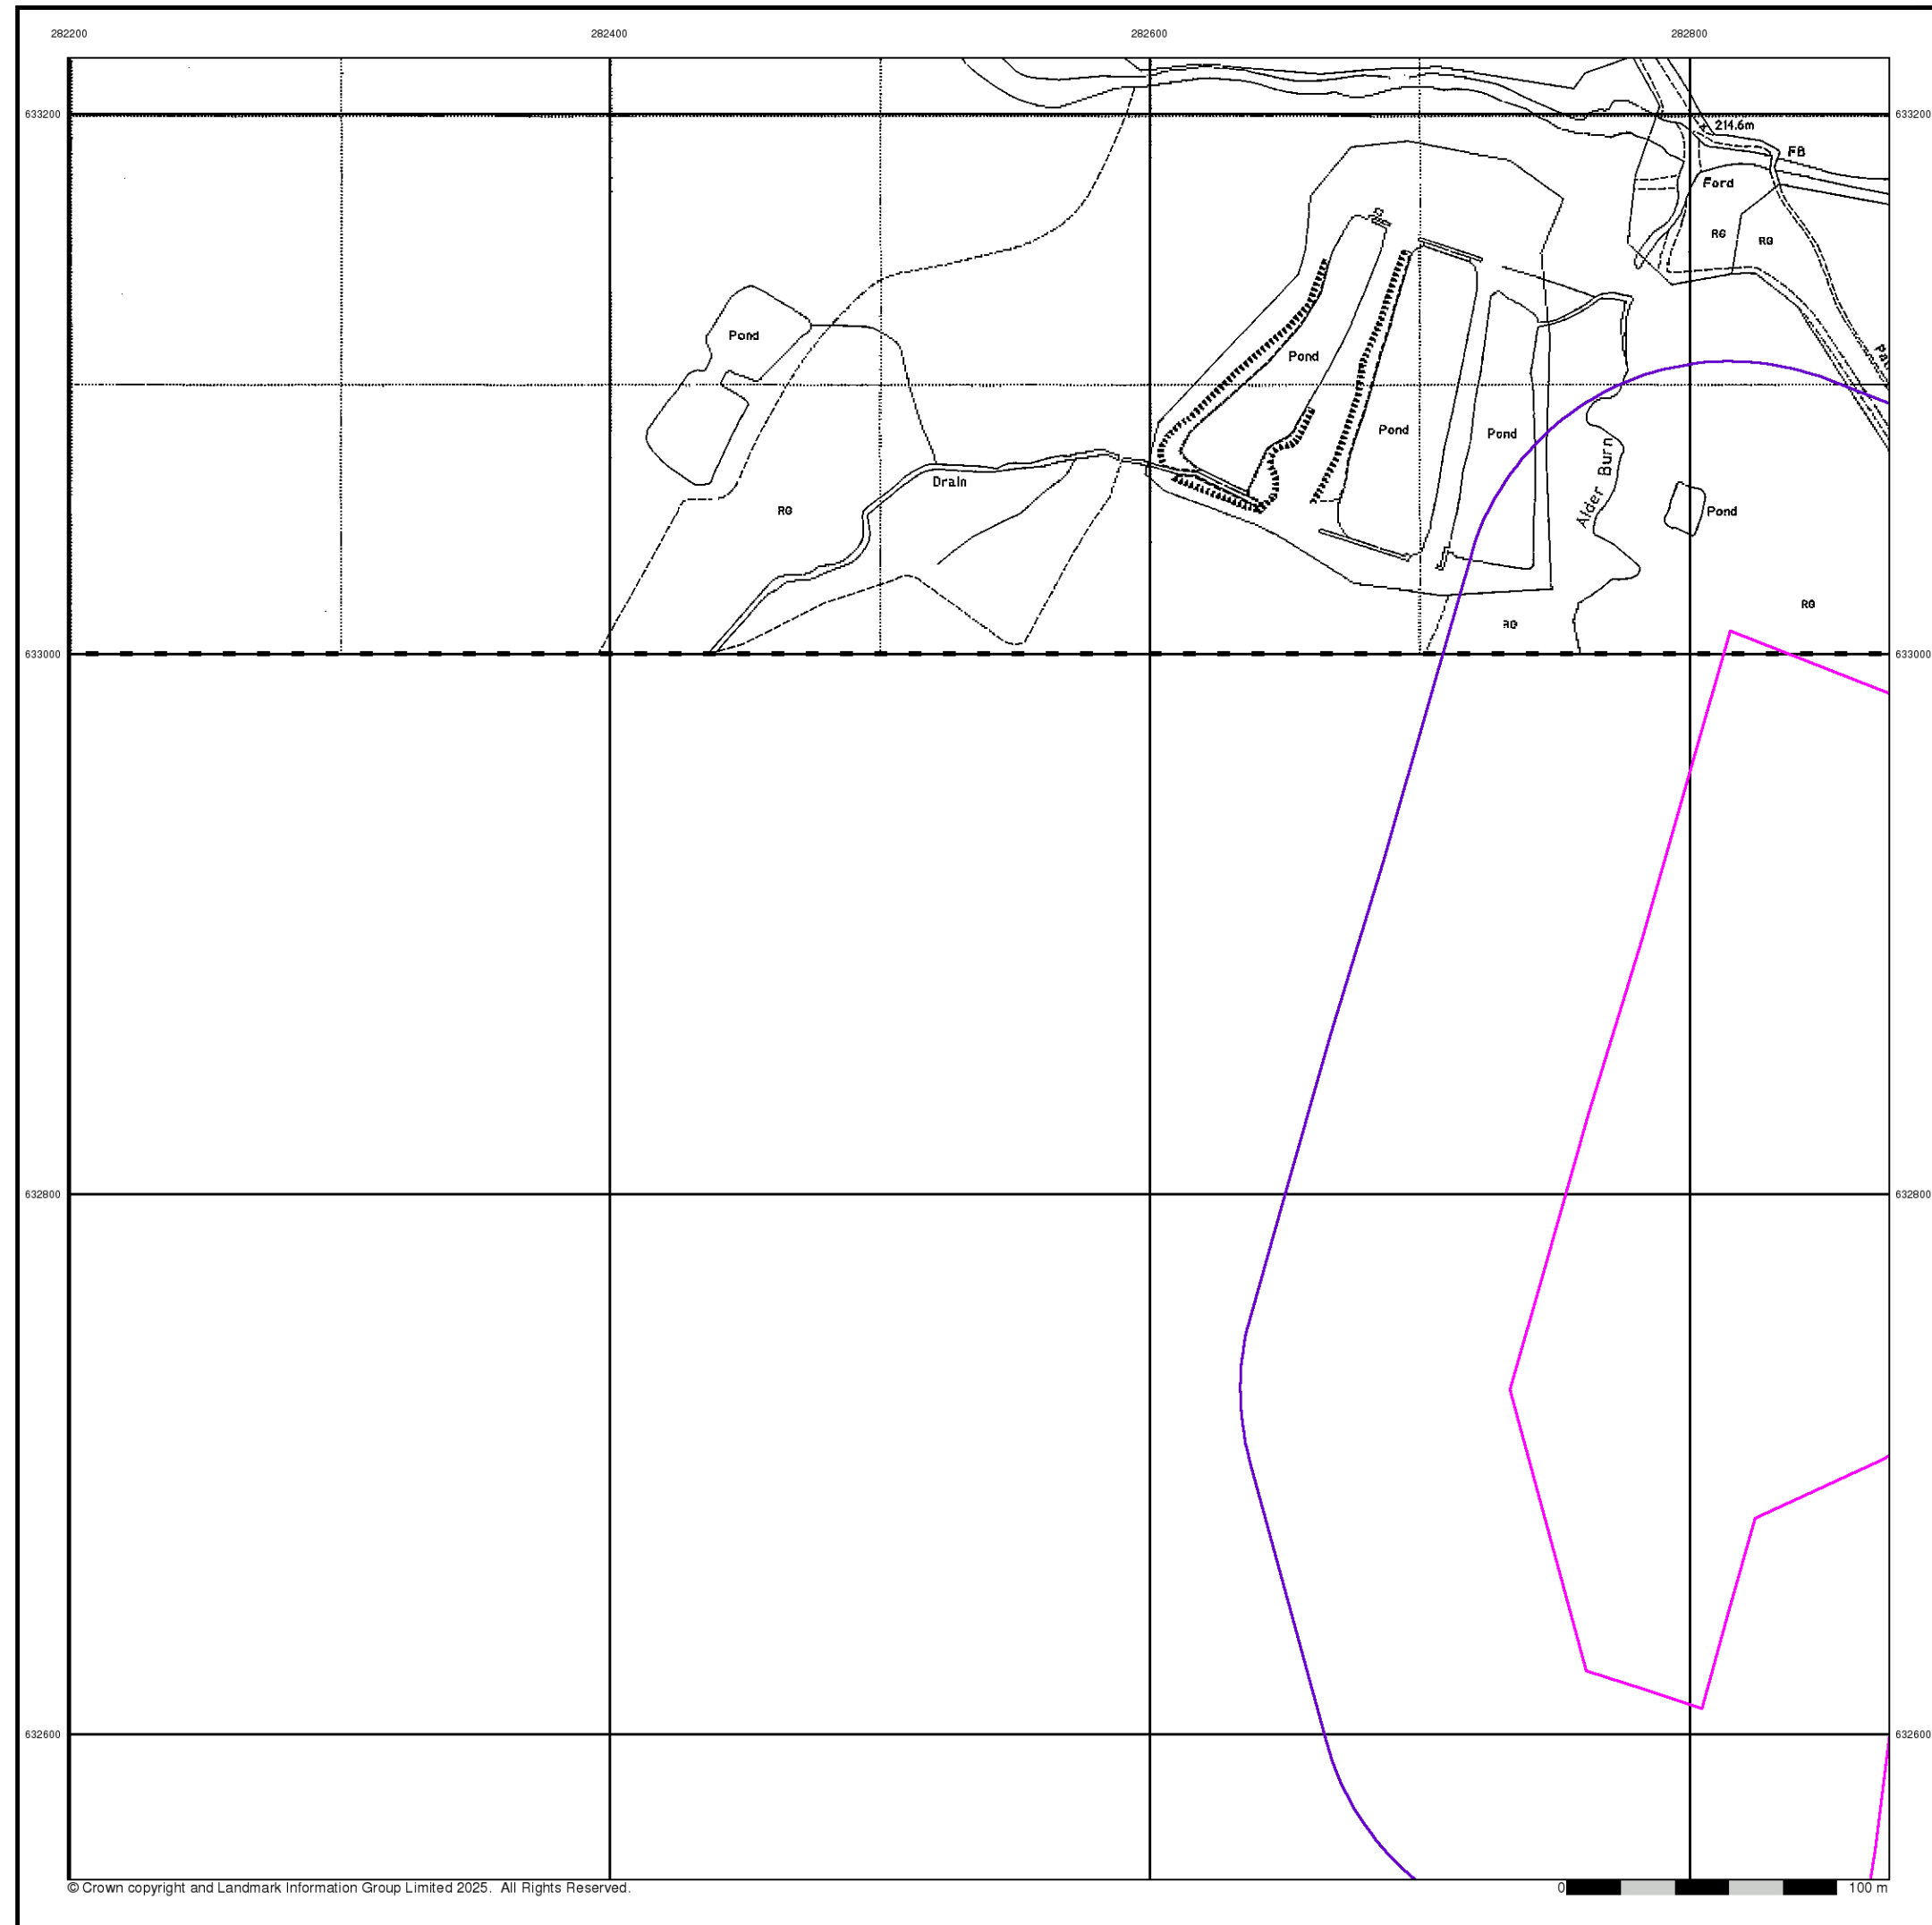 282200 282400 282600 282800
633200 633200
214.6m
FB
Ford
RG RG
Pond
Pond
Pond
Pond
Alder Burn
Drain
RG
Pond
RG
RG
633000 633000
632800 632800
632600 632600
© Crown copyright and Landmark Information Group Limited 2025. All Rights Reserved. 0 100 m